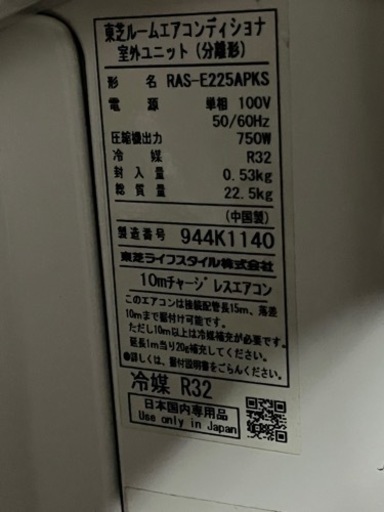 東芝ルームエアコンディショナ
室外ユニット(分離形)
形名 RAS-E225APKS
電源 単相 100V
50/60Hz
圧縮機出力 750W
冷媒 R32
封入量 0.53kg
総質量 22.5kg
(中国製)
製造番号 944K1140
東芝ライフスタイル株式会社
10mチャージレスエアコン
このエアコンは接続配管長15m、落差
10mまで据付け可能です。
ただし10m以上は冷媒補充が必要です。
延長1m当り20g補充してください。
●詳しくは、据付説明書をごらんください。
冷媒 R32
日本国内専用品
Use only in Japan